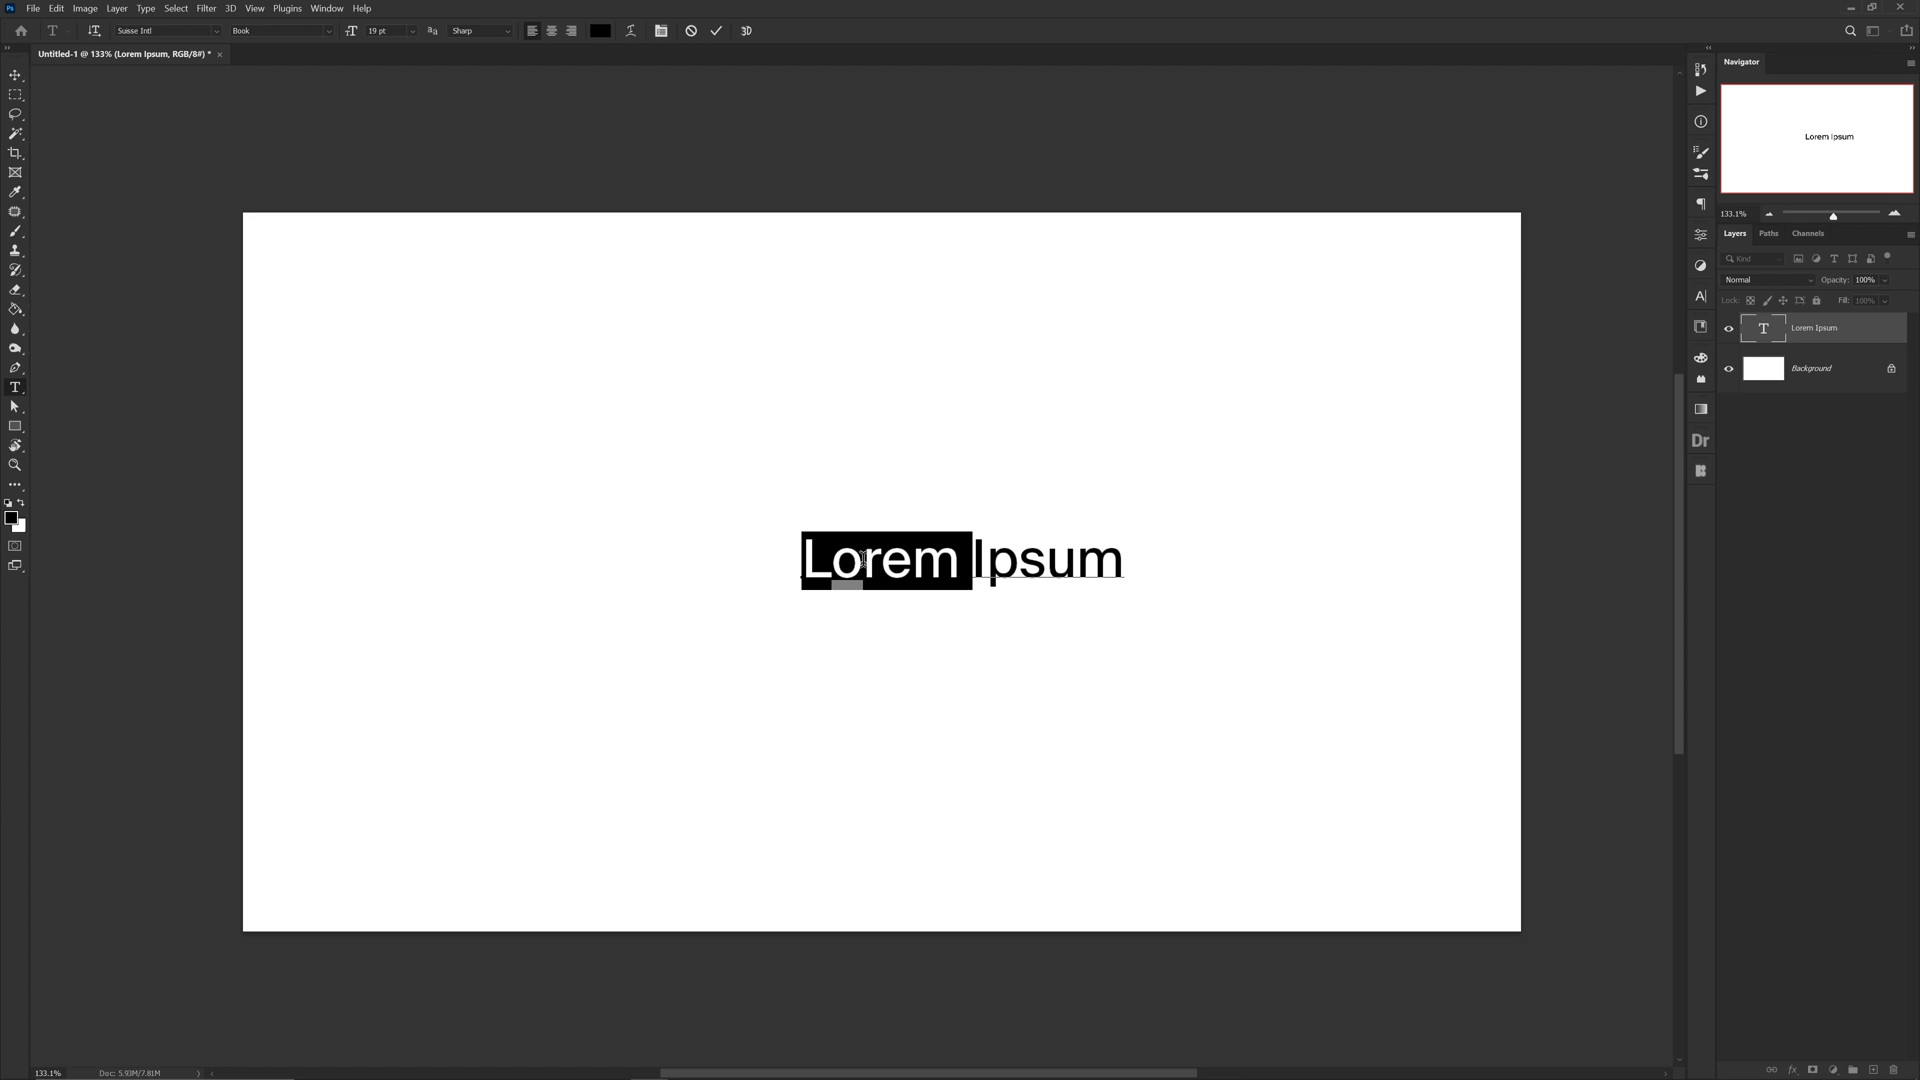 Ps File Edit Image Layer Type Select Filter 3D View Plugins Window Help
T Suisse Intl Book 19 pt Sharp 3D
Untitled-1 @ 133% (Lorem Ipsum, RGB/8#) *
Navigator
Lorem Ipsum
133.1%
Layers Paths Channels
Kind
Normal Opacity: 100%
Lock: Fill: 100%
T Lorem Ipsum
Background
Dr
Lorem Ipsum
133.1% Doc: 5.93M/7.81M